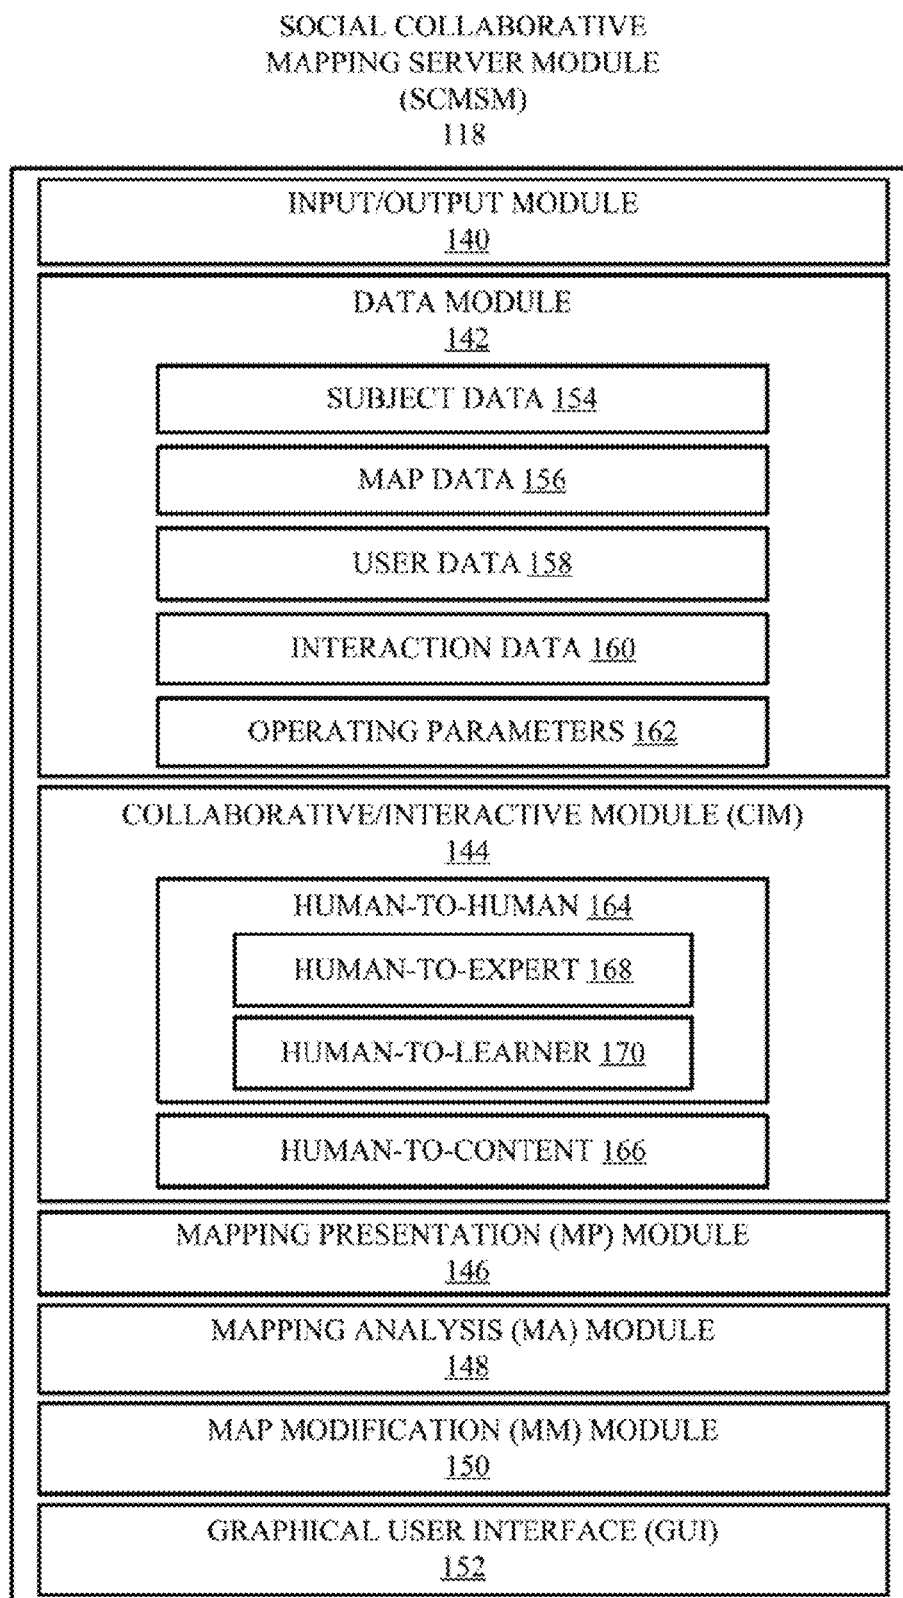 SOCIAL COLLABORATIVE
MAPPING SERVER MODULE
(SCMSM)
118
INPUT/OUTPUT MODULE
140
DATA MODULE
142
SUBJECT DATA 154
MAP DATA 156
USER DATA 158
INTERACTION DATA 160
OPERATING PARAMETERS 162
COLLABORATIVE/INTERACTIVE MODULE (CIM)
144
HUMAN-TO-HUMAN 164
HUMAN-TO-EXPERT 168
HUMAN-TO-LEARNER 170
HUMAN-TO-CONTENT 166
MAPPING PRESENTATION (MP) MODULE
146
MAPPING ANALYSIS (MA) MODULE
148
MAP MODIFICATION (MM) MODULE
150
GRAPHICAL USER INTERFACE (GUI)
152